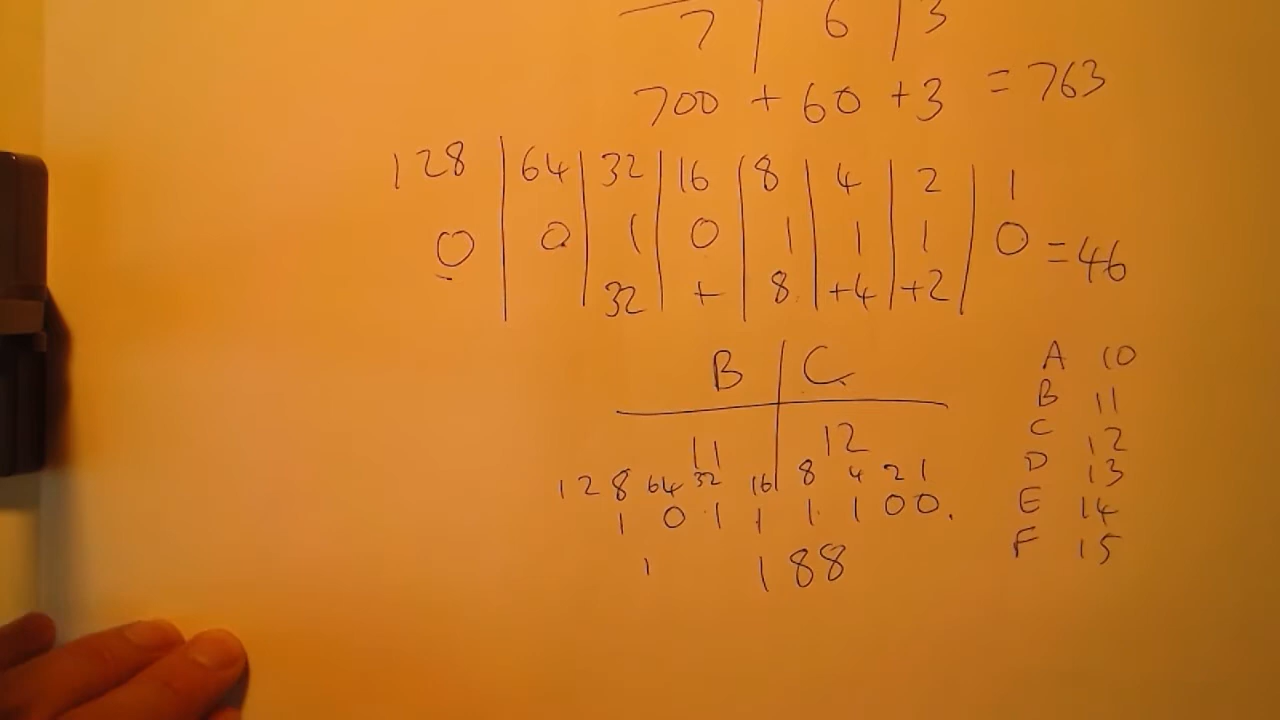 7 | 6 | 3
700 + 60 + 3 = 763
128 | 64 | 32 | 16 | 8 | 4 | 2 | 1
0 | 0 | 1 | 0 | 1 | 1 | 1 | 0 = 46
32 + 8 +4 +2
B | C
11 | 12
128 64 32 16 8 4 2 1
1 0 1 1 1 1 0 0.
1 188
A 10
B 11
C 12
D 13
E 14
F 15